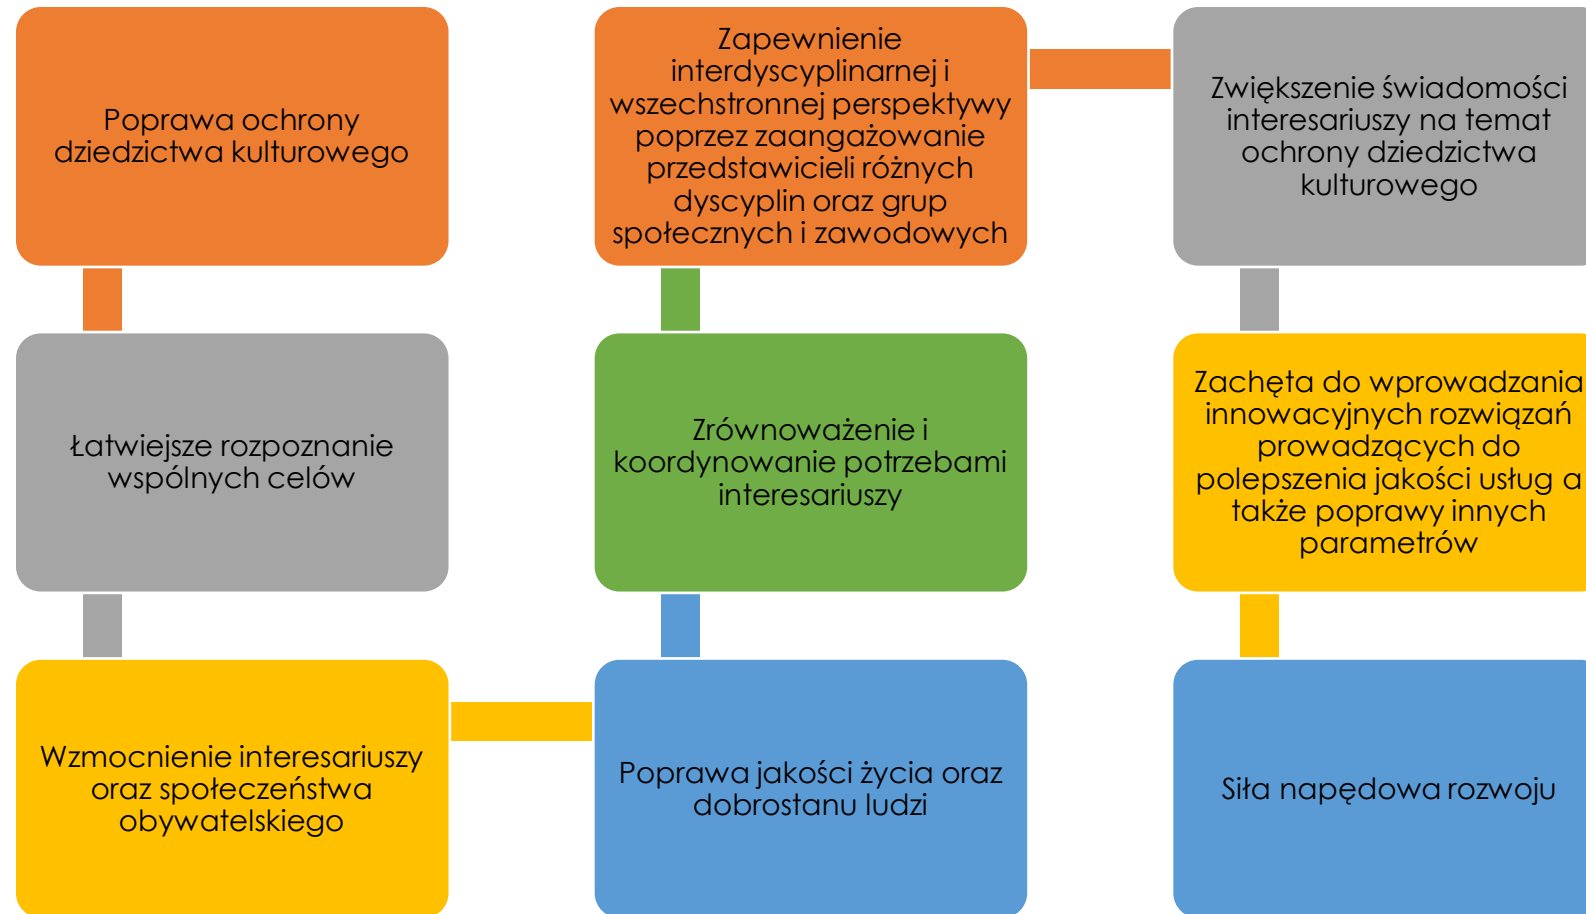 Poprawa ochrony
dziedzictwa kulturowego
Łatwiejsze rozpoznanie
wspólnych celów
Wzmocnienie interesariuszy
oraz społeczeństwa
obywatelskiego
Poprawa jakości życia oraz
dobrostanu ludzi
Zrównoważenie i
koordynowanie potrzebami
interesariuszy
Zapewnienie
interdyscyplinarnej i
wszechstronnej perspektywy
poprzez zaangażowanie
przedstawicieli różnych
dyscyplin oraz grup
społecznych i zawodowych
Zwiększenie świadomości
interesariuszy na temat
ochrony dziedzictwa
kulturowego
Zachęta do wprowadzania
innowacyjnych rozwiązań
prowadzących do
polepszenia jakości usług a
także poprawy innych
parametrów
Siła napędowa rozwoju